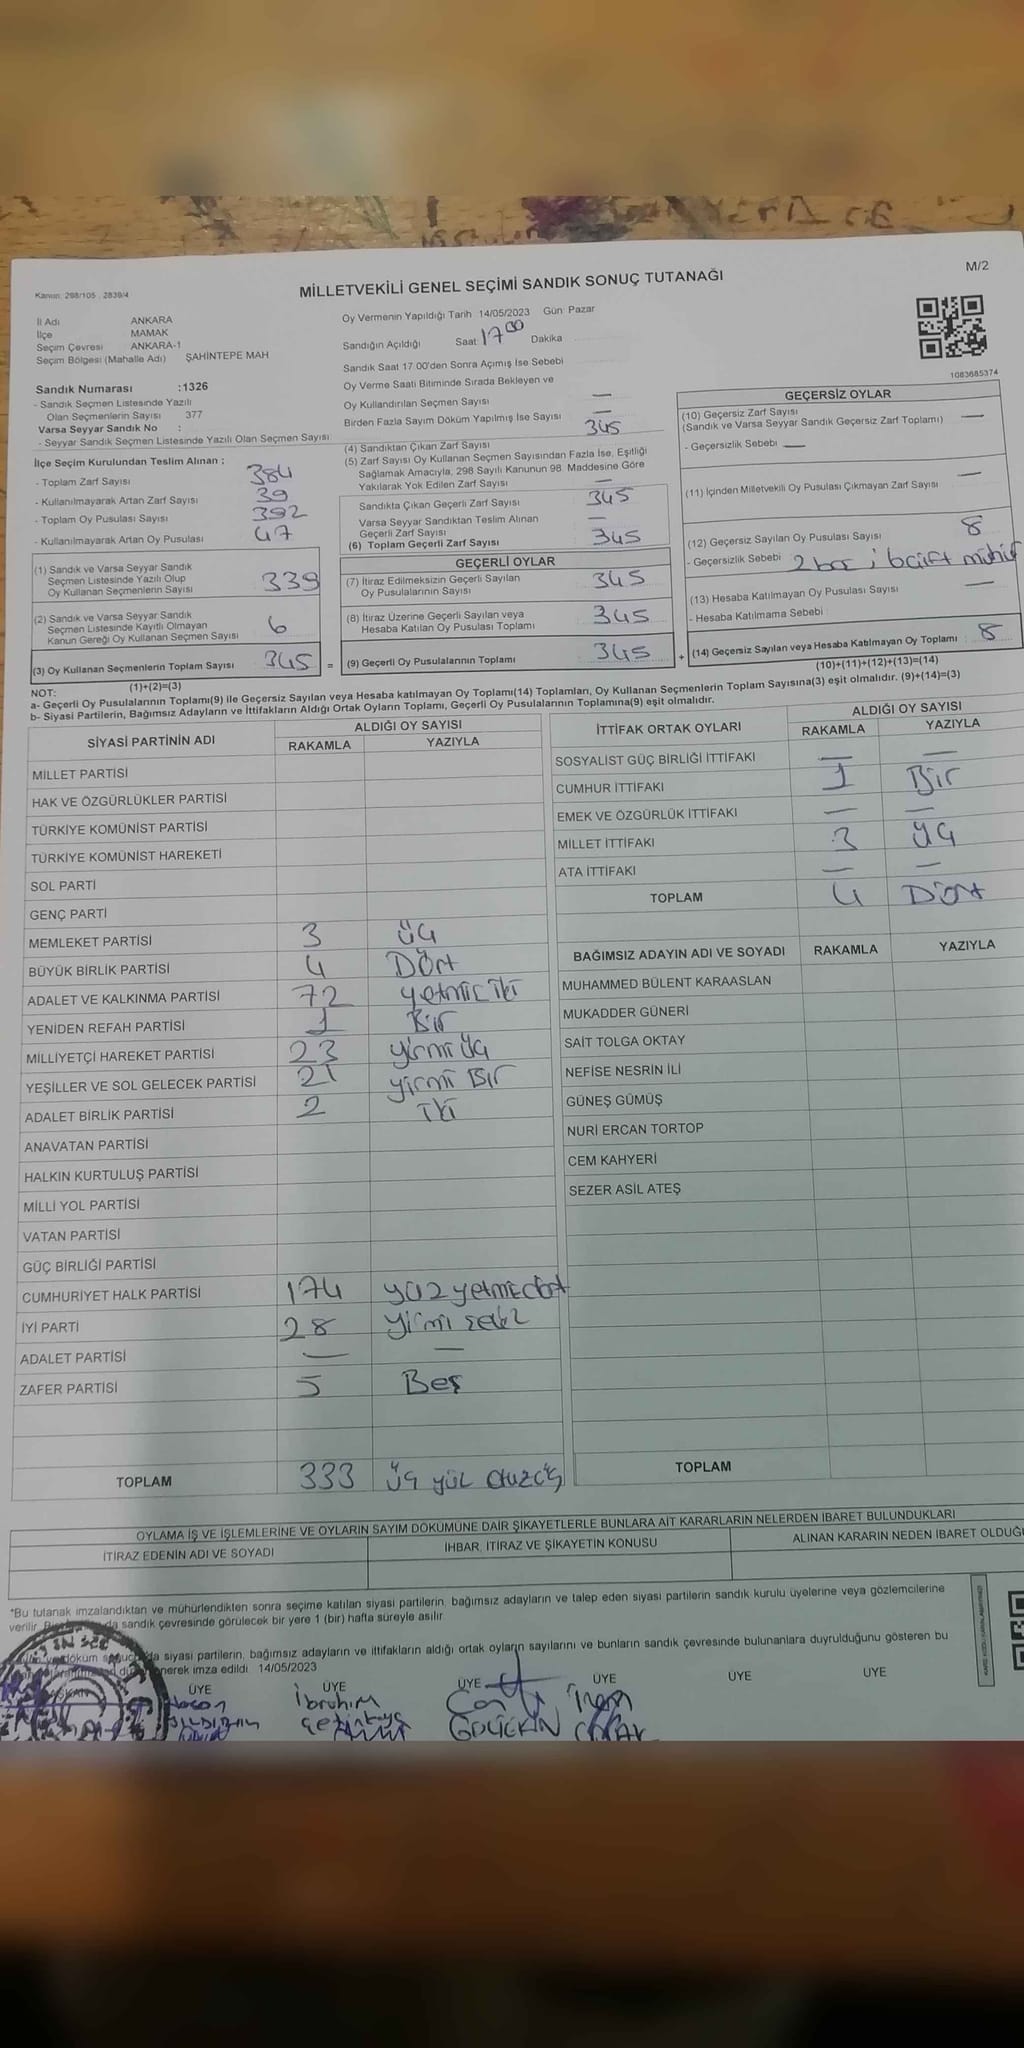 MİLLETVEKİLİ GENEL SEÇİMİ SANDIK SONUÇ TUTANAĞI
M/2
Kanun: 298/105 , 2839/4
İl Adı ANKARA
İlçe MAMAK
Seçim Çevresi ANKARA-1
Seçim Bölgesi (Mahalle Adı) ŞAHİNTEPE MAH
Sandık Numarası :1326
- Sandık Seçmen Listesinde Yazılı
Olan Seçmenlerin Sayısı 377
Varsa Seyyar Sandık No :
- Seyyar Sandık Seçmen Listesinde Yazılı Olan Seçmen Sayısı:
Oy Vermenin Yapıldığı Tarih 14/05/2023 Gün: Pazar
Sandığın Açıldığı Saat 17 00 Dakika
Sandık Saat 17.00'den Sonra Açımış İse Sebebi
Oy Verme Saati Bitiminde Sırada Bekleyen ve
Oy Kullandırılan Seçmen Sayısı —
Birden Fazla Sayım Döküm Yapılmış İse Sayısı —
1083685374
İlçe Seçim Kurulundan Teslim Alınan :
- Toplam Zarf Sayısı 384
- Kullanılmayarak Artan Zarf Sayısı 39
- Toplam Oy Pusulası Sayısı 392
- Kullanılmayarak Artan Oy Pusulası 47
(1) Sandık ve Varsa Seyyar Sandık
Seçmen Listesinde Yazılı Olup
Oy Kullanan Seçmenlerin Sayısı 339
(2) Sandık ve Varsa Seyyar Sandık
Seçmen Listesinde Kayıtlı Olmayan
Kanun Gereği Oy Kullanan Seçmen Sayısı 6
(3) Oy Kullanan Seçmenlerin Toplam Sayısı 345 =
(1)+(2)=(3)
(4) Sandıktan Çıkan Zarf Sayısı 345
(5) Zarf Sayısı Oy Kullanan Seçmen Sayısından Fazla İse, Eşitliği
Sağlamak Amacıyla, 298 Sayılı Kanunun 98. Maddesine Göre
Yakılarak Yok Edilen Zarf Sayısı —
Sandıkta Çıkan Geçerli Zarf Sayısı 345
Varsa Seyyar Sandıktan Teslim Alınan
Geçerli Zarf Sayısı —
(6) Toplam Geçerli Zarf Sayısı 345
GEÇERLİ OYLAR
(7) İtiraz Edilmeksizin Geçerli Sayılan
Oy Pusulalarının Sayısı 345
(8) İtiraz Üzerine Geçerli Sayılan veya
Hesaba Katılan Oy Pusulası Toplamı 345
(9) Geçerli Oy Pusulalarının Toplamı 345 +
GEÇERSİZ OYLAR
(10) Geçersiz Zarf Sayısı —
(Sandık ve Varsa Seyyar Sandık Geçersiz Zarf Toplamı)
- Geçersizlik Sebebi —
(11) İçinden Milletvekili Oy Pusulası Çıkmayan Zarf Sayısı —
(12) Geçersiz Sayılan Oy Pusulası Sayısı 8
- Geçersizlik Sebebi 2
(13) Hesaba Katılmayan Oy Pusulası Sayısı —
- Hesaba Katılmama Sebebi
(14) Geçersiz Sayılan veya Hesaba Katılmayan Oy Toplamı 8
(10)+(11)+(12)+(13)=(14)
NOT:
a- Geçerli Oy Pusulalarının Toplamı(9) ile Geçersiz Sayılan veya Hesaba katılmayan Oy Toplamı(14) Toplamları, Oy Kullanan Seçmenlerin Toplam Sayısına(3) eşit olmalıdır. (9)+(14)=(3)
b- Siyasi Partilerin, Bağımsız Adayların ve İttifakların Aldığı Ortak Oyların Toplamı, Geçerli Oy Pusulalarının Toplamına(9) eşit olmalıdır.
SİYASİ PARTİNİN ADI ALDIĞI OY SAYISI
RAKAMLA YAZIYLA
MİLLET PARTİSİ
HAK VE ÖZGÜRLÜKLER PARTİSİ
TÜRKİYE KOMÜNİST PARTİSİ
TÜRKİYE KOMÜNİST HAREKETİ
SOL PARTİ
GENÇ PARTİ
MEMLEKET PARTİSİ 3 üç
BÜYÜK BİRLİK PARTİSİ 4 Dört
ADALET VE KALKINMA PARTİSİ 72 yetmiş iki
YENİDEN REFAH PARTİSİ 1 Bir
MİLLİYETÇİ HAREKET PARTİSİ 23 yirmi üç
YEŞİLLER VE SOL GELECEK PARTİSİ 21 yirmi Bir
ADALET BİRLİK PARTİSİ 2 iki
ANAVATAN PARTİSİ
HALKIN KURTULUŞ PARTİSİ
MİLLİ YOL PARTİSİ
VATAN PARTİSİ
GÜÇ BİRLİĞİ PARTİSİ
CUMHURİYET HALK PARTİSİ 174
İYİ PARTİ 28 yirmi sekiz
ADALET PARTİSİ — —
ZAFER PARTİSİ 5 Beş
TOPLAM 333
İTTİFAK ORTAK OYLARI ALDIĞI OY SAYISI
RAKAMLA YAZIYLA
SOSYALİST GÜÇ BİRLİĞİ İTTİFAKI — —
CUMHUR İTTİFAKI 1 Bir
EMEK VE ÖZGÜRLÜK İTTİFAKI — —
MİLLET İTTİFAKI 3 üç
ATA İTTİFAKI — —
TOPLAM 4 Dört
BAĞIMSIZ ADAYIN ADI VE SOYADI RAKAMLA YAZIYLA
MUHAMMED BÜLENT KARAASLAN
MUKADDER GÜNERİ
SAİT TOLGA OKTAY
NEFİSE NESRİN İLİ
GÜNEŞ GÜMÜŞ
NURİ ERCAN TORTOP
CEM KAHYERİ
SEZER ASİL ATEŞ
TOPLAM
OYLAMA İŞ VE İŞLEMLERİNE VE OYLARIN SAYIM DÖKÜMÜNE DAİR ŞİKAYETLERLE BUNLARA AİT KARARLARIN NELERDEN İBARET BULUNDUKLARI
İTİRAZ EDENİN ADI VE SOYADI İHBAR, İTİRAZ VE ŞİKAYETİN KONUSU ALINAN KARARIN NEDEN İBARET OLDUĞU
*Bu tutanak imzalandıktan ve mühürlendikten sonra seçime katılan siyasi partilerin, bağımsız adayların ve talep eden siyasi partilerin sandık kurulu üyelerine veya gözlemcilerine
verilir. sandık çevresinde görülecek bir yere 1 (bir) hafta süreyle asılır.
siyasi partilerin, bağımsız adayların ve ittifakların aldığı ortak oyların sayılarını ve bunların sandık çevresinde bulunanlara duyrulduğunu gösteren bu
imza edildi. 14/05/2023
BAŞKAN ÜYE ÜYE ÜYE ÜYE ÜYE ÜYE
İbrahim İrem